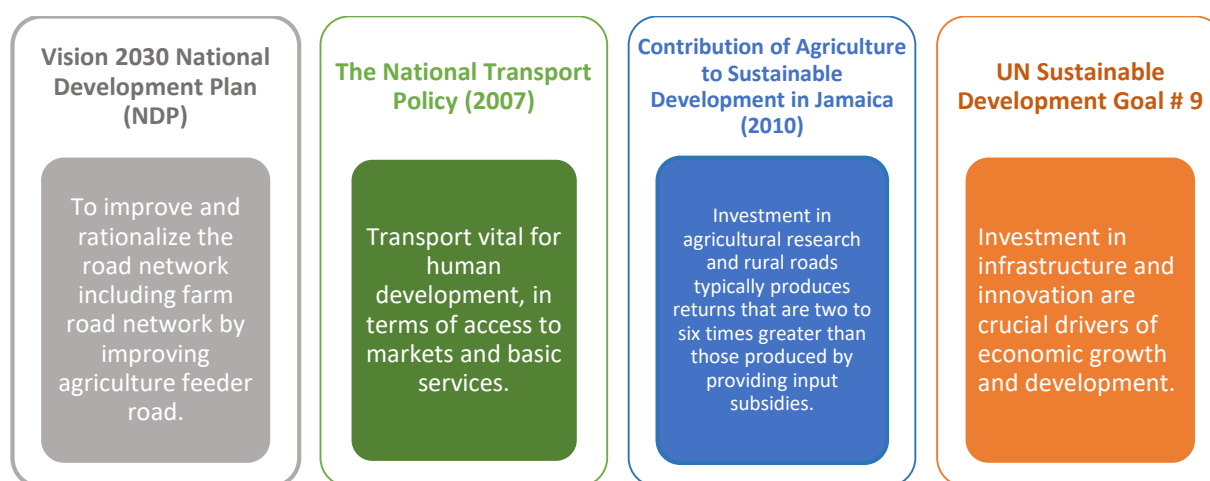 Vision 2030 National
Development Plan
(NDP)
To improve and
rationalize the
road network
including farm
road network by
improving
agriculture feeder
road.
The National Transport
Policy (2007)
Transport vital for
human
development, in
terms of access to
markets and basic
services.
Contribution of Agriculture
to Sustainable
Development in Jamaica
(2010)
Investment in
agricultural research
and rural roads
typically produces
returns that are two to
six times greater than
those produced by
providing input
subsidies.
UN Sustainable
Development Goal # 9
Investment in
infrastructure and
innovation are
crucial drivers of
economic growth
and development.